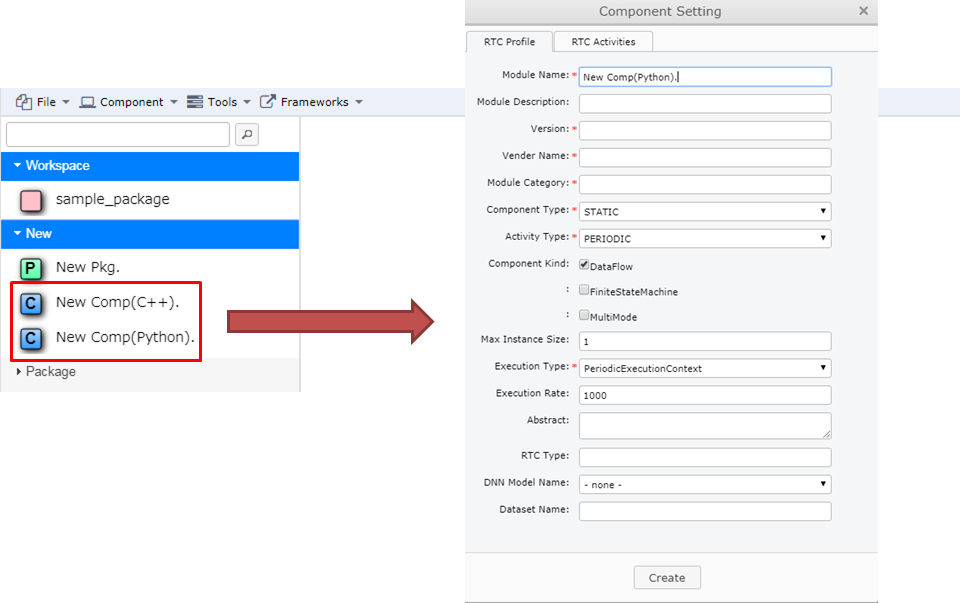 File Component Tools Frameworks
Workspace
sample_package
New
P New Pkg.
C New Comp(C++).
C New Comp(Python).
Package
Component Setting
RTC Profile RTC Activities
Module Name: * New Comp(Python).
Module Description:
Version: *
Vender Name: *
Module Category: *
Component Type: * STATIC
Activity Type: * PERIODIC
Component Kind: DataFlow
: FiniteStateMachine
: MultiMode
Max Instance Size: 1
Execution Type: * PeriodicExecutionContext
Execution Rate: 1000
Abstract:
RTC Type:
DNN Model Name: - none -
Dataset Name:
Create